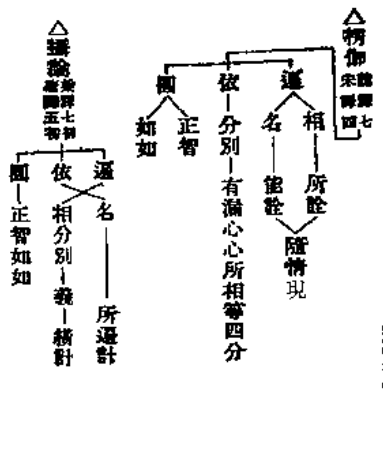 △楞伽
遍
相 所詮
名 能詮
隨情現
依 分別 有漏心心所相等四分
圓
正智
如如
△攝論
遍
名 所遍計
依
相分別 義
圓
正智如如